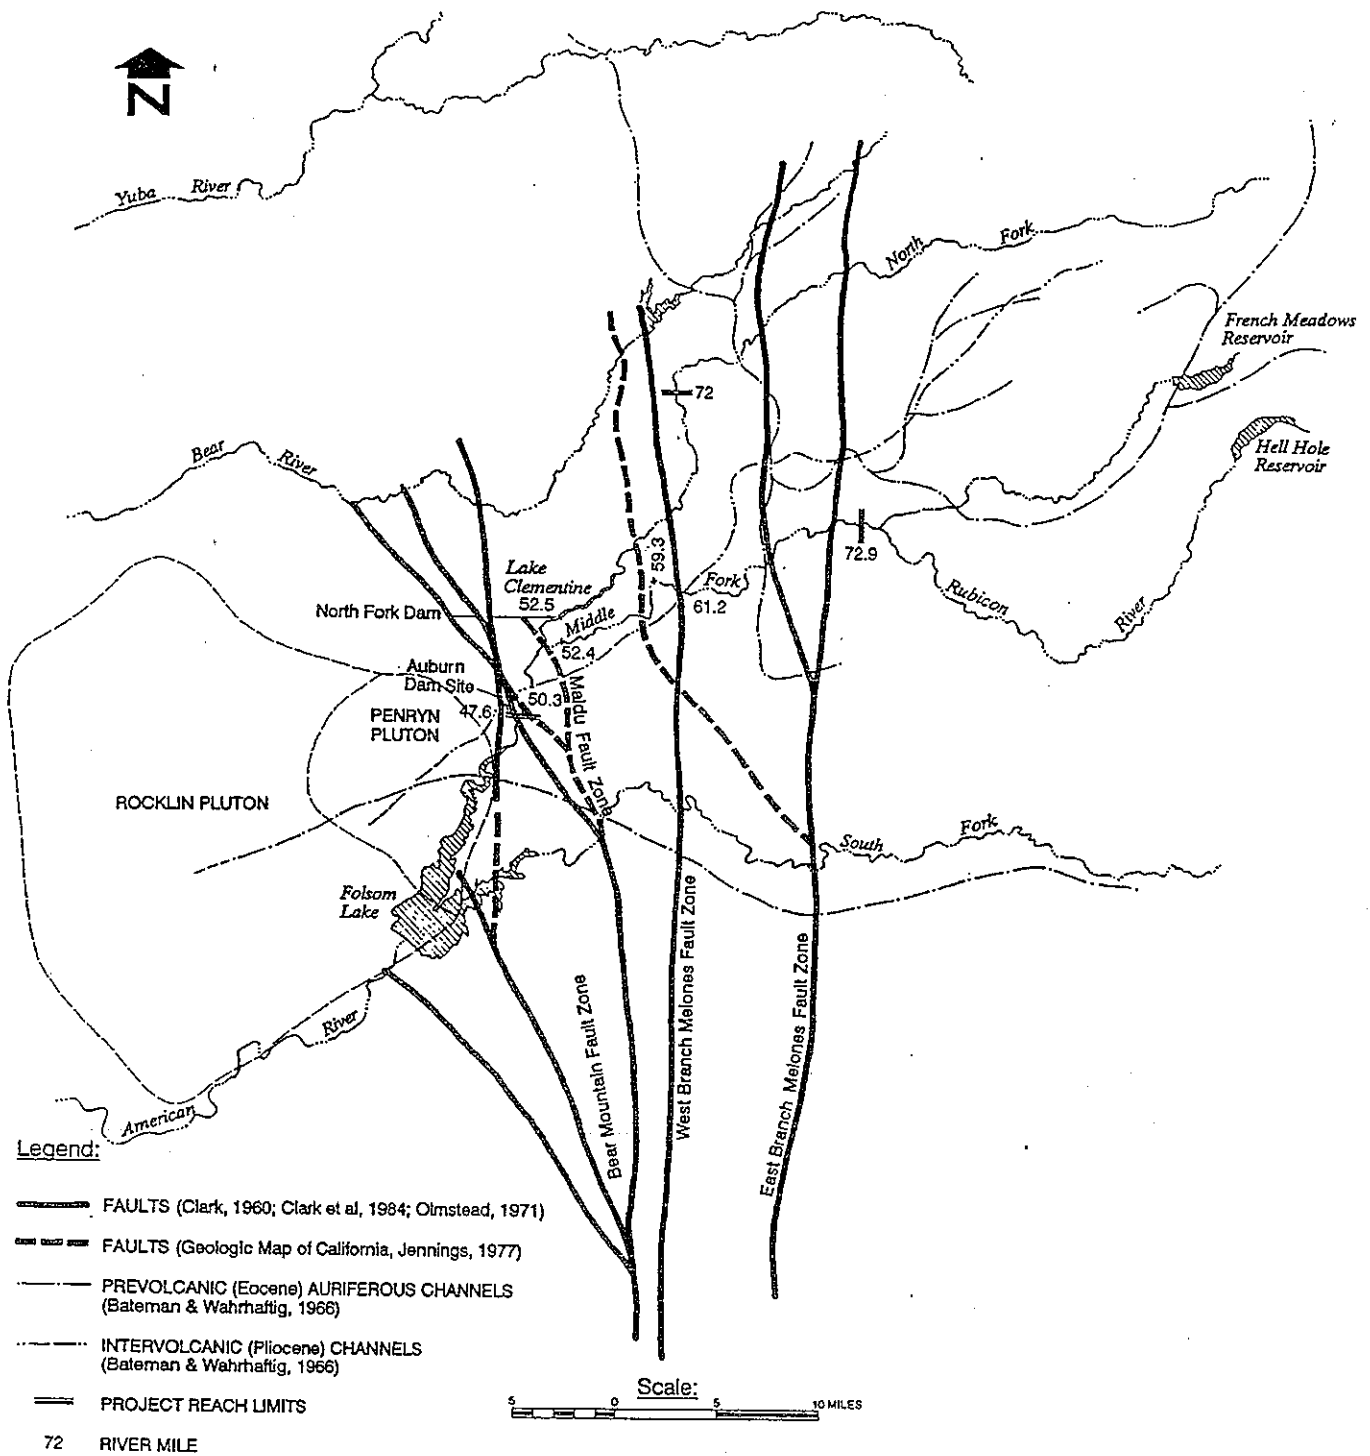 N
Yuba River
North Fork
French Meadows
Reservoir
Hell Hole
Reservoir
72
Bear River
72.9
59.3
Lake
Clementine
52.5
North Fork Dam
Middle Fork
61.2
Rubicon River
52.4
Auburn
Dam Site
50.3
47.6
PENRYN
PLUTON
Maidu Fault Zone
ROCKLIN PLUTON
South Fork
Folsom
Lake
Bear Mountain Fault Zone
West Branch Melones Fault Zone
East Branch Melones Fault Zone
American River
Legend:
FAULTS (Clark, 1960; Clark et al, 1984; Olmstead, 1971)
FAULTS (Geologic Map of California, Jennings, 1977)
PREVOLCANIC (Eocene) AURIFEROUS CHANNELS
(Bateman & Wahrhaftig, 1966)
INTERVOLCANIC (Pliocene) CHANNELS
(Bateman & Wahrhaftig, 1966)
PROJECT REACH LIMITS
72 RIVER MILE
Scale:
5 0 5 10 MILES